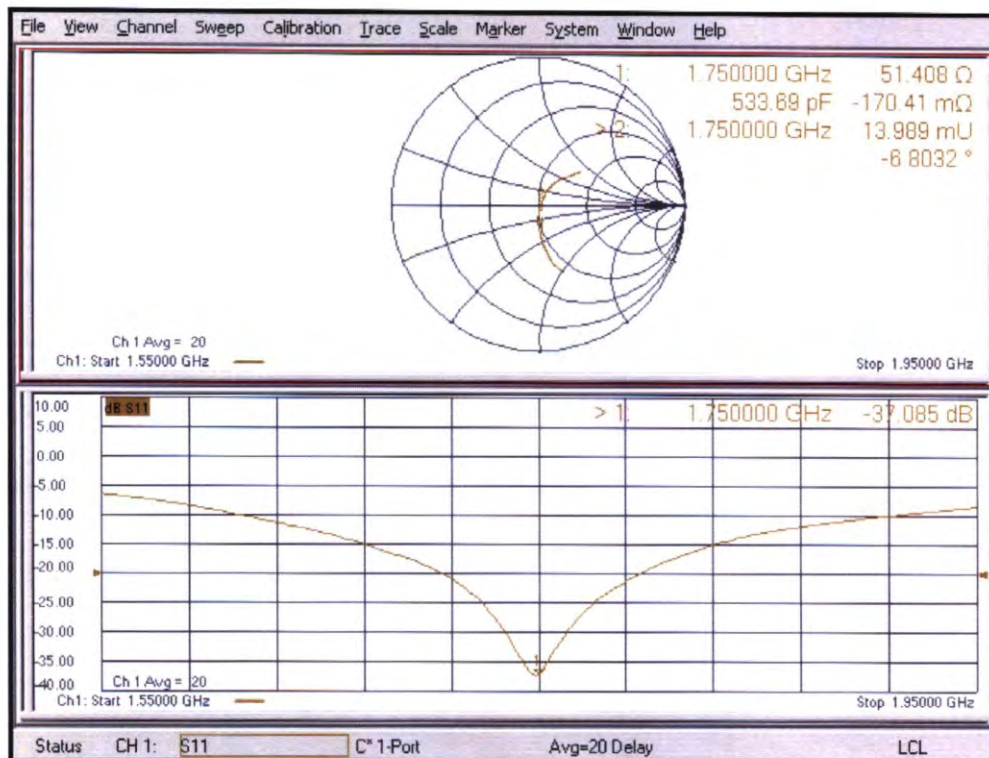 File View Channel Sweep Calibration Trace Scale Marker System Window Help
1: 1.750000 GHz 51.408 Ω
533.69 pF -170.41 mΩ
> 2: 1.750000 GHz 13.989 mU
-6.8032 °
Ch 1 Avg = 20
Ch1: Start 1.55000 GHz Stop 1.95000 GHz
10.00 dB S11 > 1: 1.750000 GHz -37.085 dB
5.00
0.00
-5.00
-10.00
-15.00
-20.00
-25.00
-30.00
-35.00 1
-40.00 Ch 1 Avg = 20
Ch1: Start 1.55000 GHz Stop 1.95000 GHz
Status CH 1: S11 C* 1-Port Avg=20 Delay LCL